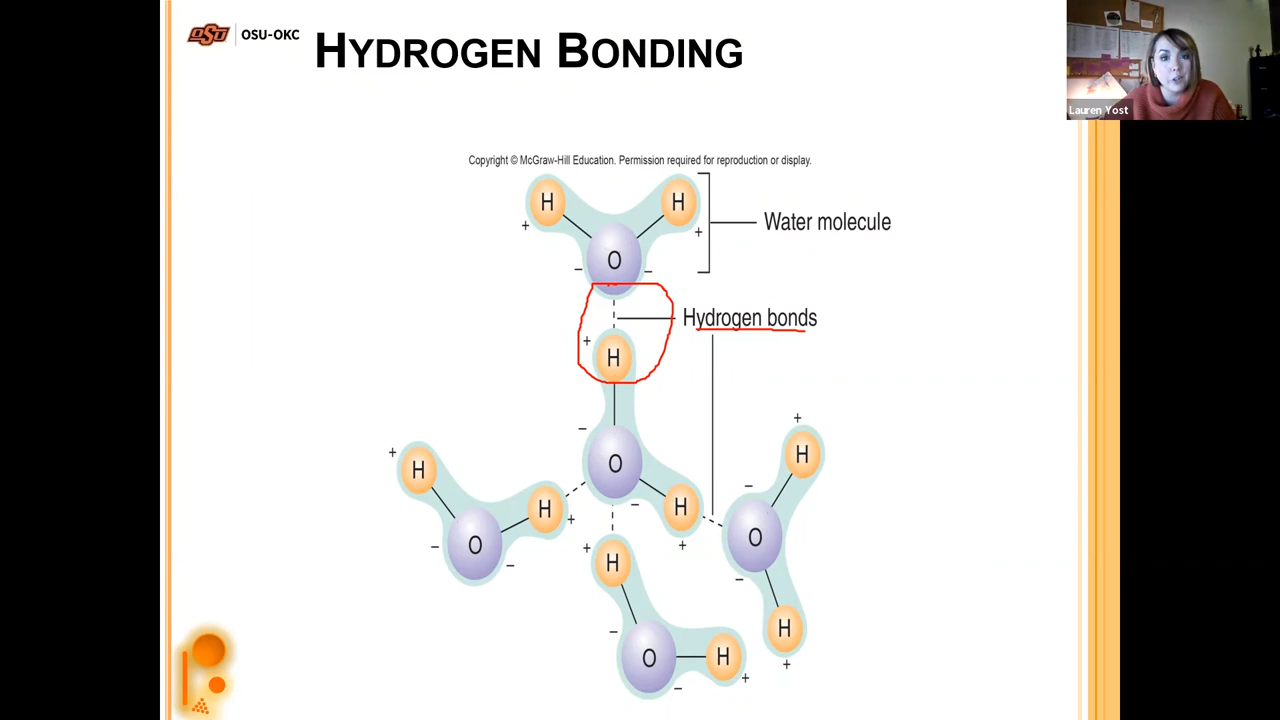 OSU OSU-OKC
HYDROGEN BONDING
Lauren Yost
Copyright © McGraw-Hill Education. Permission required for reproduction or display.
H H
+ +
O
− −
Water molecule
Hydrogen bonds
+
H
−
O
−
H
+
+
H
H
+
O
− −
+
H
−
O
−
H
+
+
H
−
O
−
H
+